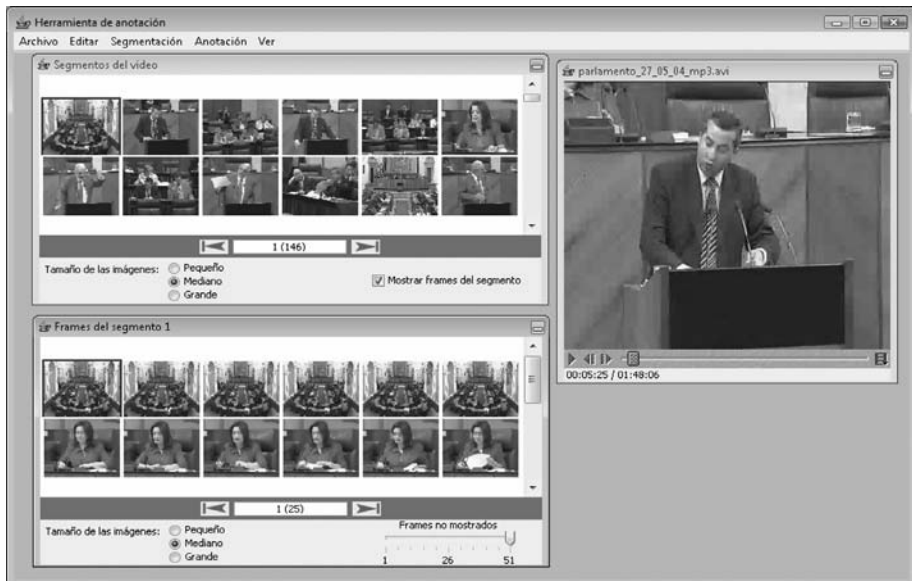 Herramienta de anotación
Archivo Editar Segmentación Anotación Ver
Segmentos del vídeo
1 (146)
Tamaño de las imágenes:
Pequeño
Mediano
Grande
Mostrar frames del segmento
Frames del segmento 1
1 (25)
Tamaño de las imágenes:
Pequeño
Mediano
Grande
Frames no mostrados
1 26 51
parlamento_27_05_04_mp3.avi
00:05:25 / 01:48:06